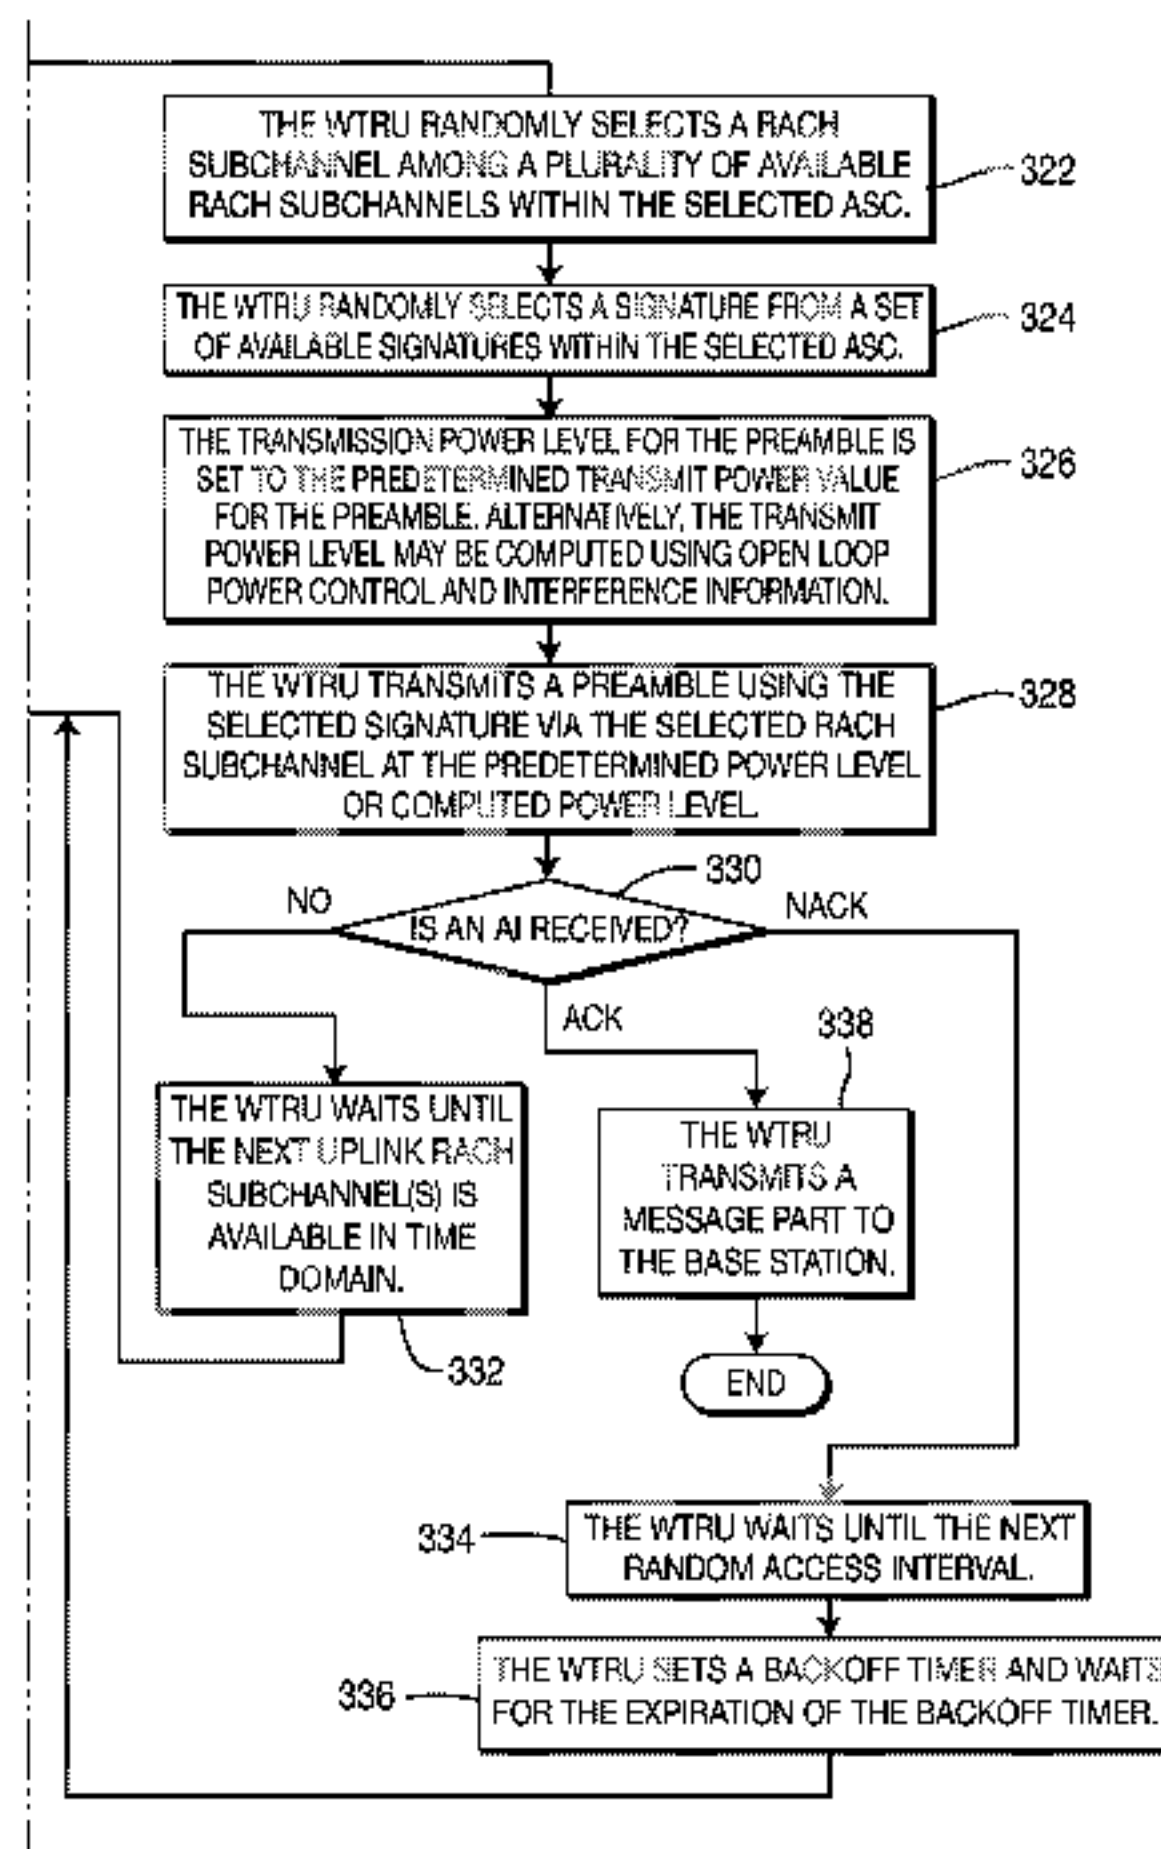 THE WTRU RANDOMLY SELECTS A RACH
SUBCHANNEL AMONG A PLURALITY OF AVAILABLE
RACH SUBCHANNELS WITHIN THE SELECTED ASC.
322
THE WTRU RANDOMLY SELECTS A SIGNATURE FROM A SET
OF AVAILABLE SIGNATURES WITHIN THE SELECTED ASC.
324
THE TRANSMISSION POWER LEVEL FOR THE PREAMBLE IS
SET TO THE PREDETERMINED TRANSMIT POWER VALUE
FOR THE PREAMBLE. ALTERNATIVELY, THE TRANSMIT
POWER LEVEL MAY BE COMPUTED USING OPEN LOOP
POWER CONTROL AND INTERFERENCE INFORMATION.
326
THE WTRU TRANSMITS A PREAMBLE USING THE
SELECTED SIGNATURE VIA THE SELECTED RACH
SUBCHANNEL AT THE PREDETERMINED POWER LEVEL
OR COMPUTED POWER LEVEL.
328
330
NO
IS AN AI RECEIVED?
NACK
ACK
338
THE WTRU WAITS UNTIL
THE NEXT UPLINK RACH
SUBCHANNEL(S) IS
AVAILABLE IN TIME
DOMAIN.
332
THE WTRU
TRANSMITS A
MESSAGE PART TO
THE BASE STATION.
END
334
THE WTRU WAITS UNTIL THE NEXT
RANDOM ACCESS INTERVAL.
336
THE WTRU SETS A BACKOFF TIMER AND WAITS
FOR THE EXPIRATION OF THE BACKOFF TIMER.